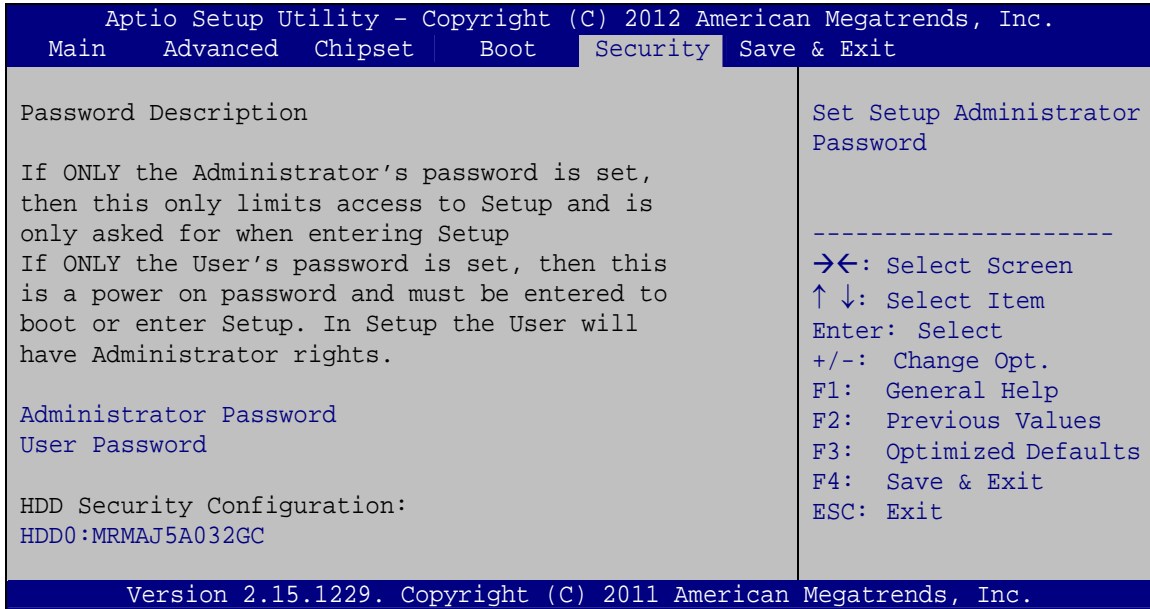 Aptio Setup Utility – Copyright (C) 2012 American Megatrends, Inc.
Main Advanced Chipset Boot Security Save & Exit
Password Description
If ONLY the Administrator’s password is set,
then this only limits access to Setup and is
only asked for when entering Setup
If ONLY the User’s password is set, then this
is a power on password and must be entered to
boot or enter Setup. In Setup the User will
have Administrator rights.
Administrator Password
User Password
HDD Security Configuration:
HDD0:MRMAJ5A032GC
Set Setup Administrator
Password
---------------------
→←: Select Screen
↑ ↓: Select Item
Enter: Select
+/-: Change Opt.
F1: General Help
F2: Previous Values
F3: Optimized Defaults
F4: Save & Exit
ESC: Exit
Version 2.15.1229. Copyright (C) 2011 American Megatrends, Inc.